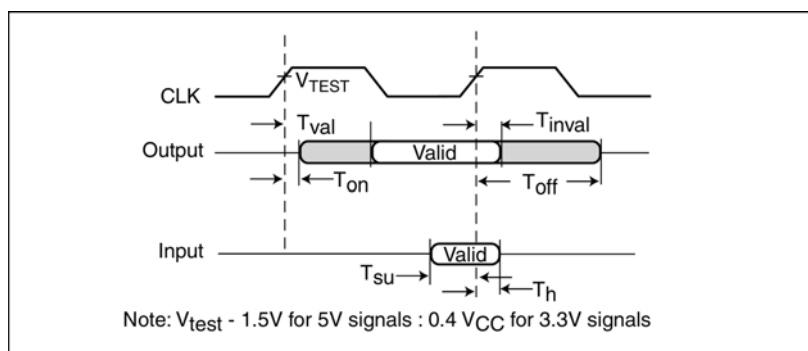 CLK
VTEST
Tval
Tinval
Output
Valid
Ton
Toff
Input
Valid
Tsu
Th
Note: Vtest - 1.5V for 5V signals : 0.4 VCC for 3.3V signals